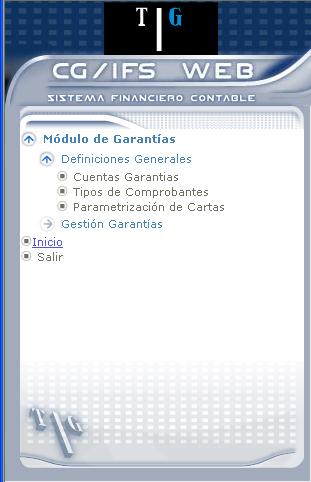 T G
CG/IFS WEB
SISTEMA FINANCIERO CONTABLE
Módulo de Garantías
Definiciones Generales
Cuentas Garantias
Tipos de Comprobantes
Parametrización de Cartas
Gestión Garantías
Inicio
Salir
T G